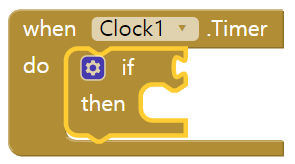 when Clock1 .Timer
do if
then